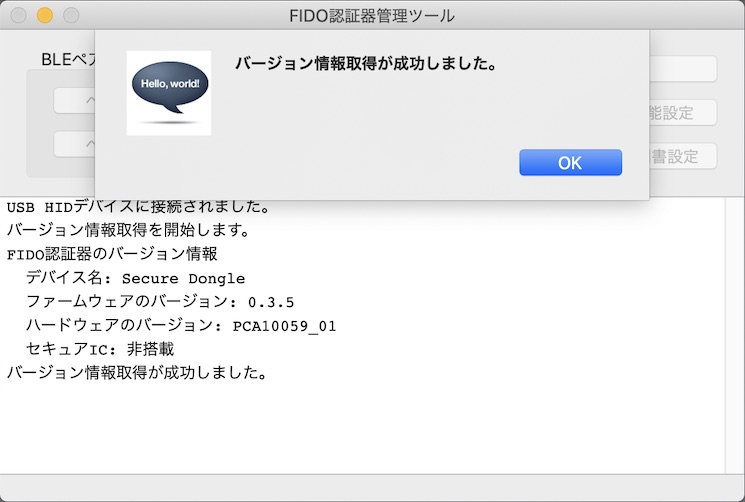 FIDO認証器管理ツール
BLEペア
バージョン情報取得が成功しました。
Hello, world!
OK
能設定
書設定
USB HIDデバイスに接続されました。
バージョン情報取得を開始します。
FIDO認証器のバージョン情報
デバイス名: Secure Dongle
ファームウェアのバージョン: 0.3.5
ハードウェアのバージョン: PCA10059_01
セキュアIC: 非搭載
バージョン情報取得が成功しました。